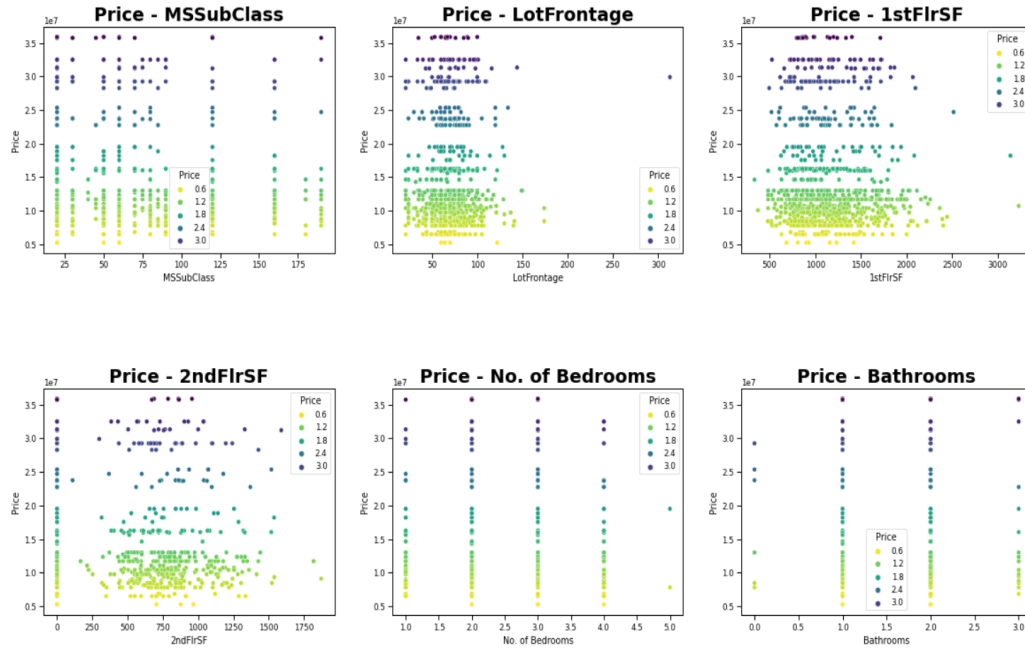 Price - MSSubClass
1e7
3.5
3.0
2.5
2.0
1.5
1.0
0.5
Price
Price
0.6
1.2
1.8
2.4
3.0
25 50 75 100 125 150 175
MSSubClass
Price - LotFrontage
1e7
3.5
3.0
2.5
2.0
1.5
1.0
0.5
Price
Price
0.6
1.2
1.8
2.4
3.0
50 100 150 200 250 300
LotFrontage
Price - 1stFlrSF
1e7
3.5
3.0
2.5
2.0
1.5
1.0
0.5
Price
Price
0.6
1.2
1.8
2.4
3.0
500 1000 1500 2000 2500 3000
1stFlrSF
Price - 2ndFlrSF
1e7
3.5
3.0
2.5
2.0
1.5
1.0
0.5
Price
Price
0.6
1.2
1.8
2.4
3.0
0 250 500 750 1000 1250 1500 1750
2ndFlrSF
Price - No. of Bedrooms
1e7
3.5
3.0
2.5
2.0
1.5
1.0
0.5
Price
Price
0.6
1.2
1.8
2.4
3.0
1.0 1.5 2.0 2.5 3.0 3.5 4.0 4.5 5.0
No. of Bedrooms
Price - Bathrooms
1e7
3.5
3.0
2.5
2.0
1.5
1.0
0.5
Price
Price
0.6
1.2
1.8
2.4
3.0
0.0 0.5 1.0 1.5 2.0 2.5 3.0
Bathrooms